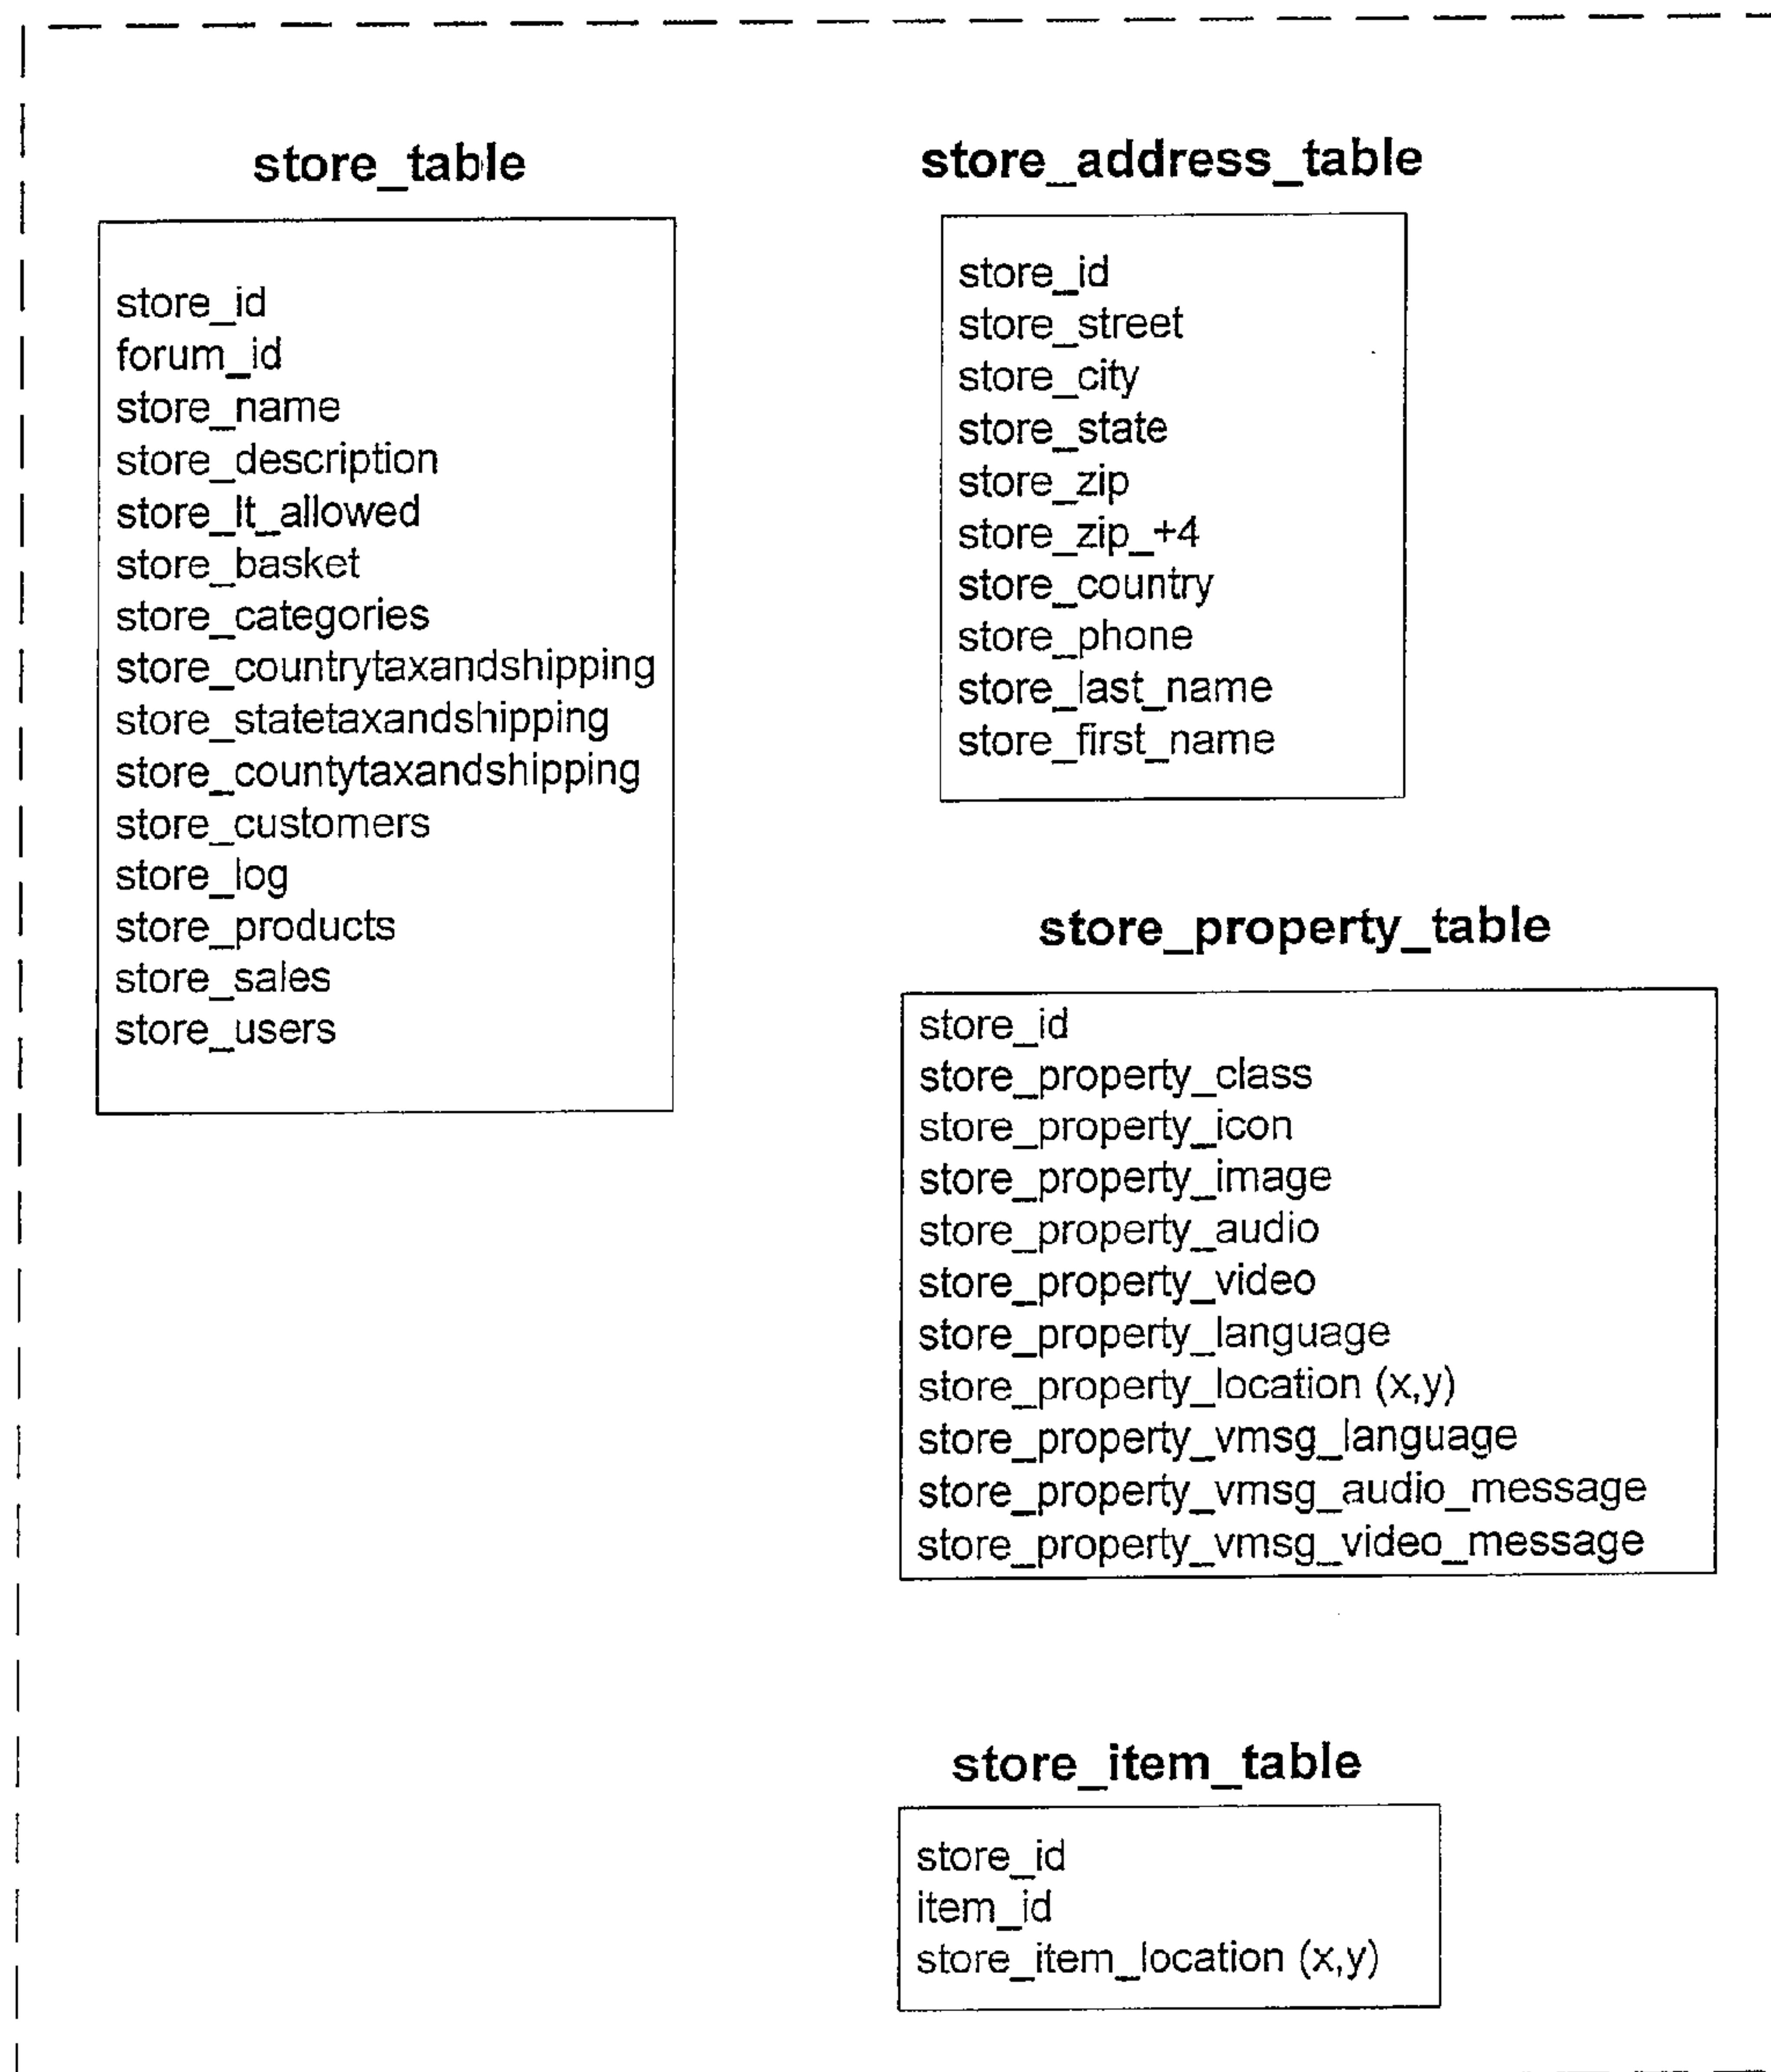 store_table
store_id
forum_id
store_name
store_description
store_lt_allowed
store_basket
store_categories
store_countrytaxandshipping
store_statetaxandshipping
store_countytaxandshipping
store_customers
store_log
store_products
store_sales
store_users
store_address_table
store_id
store_street
store_city
store_state
store_zip
store_zip_+4
store_country
store_phone
store_last_name
store_first_name
store_property_table
store_id
store_property_class
store_property_icon
store_property_image
store_property_audio
store_property_video
store_property_language
store_property_location (x,y)
store_property_vmsg_language
store_property_vmsg_audio_message
store_property_vmsg_video_message
store_item_table
store_id
item_id
store_item_location (x,y)